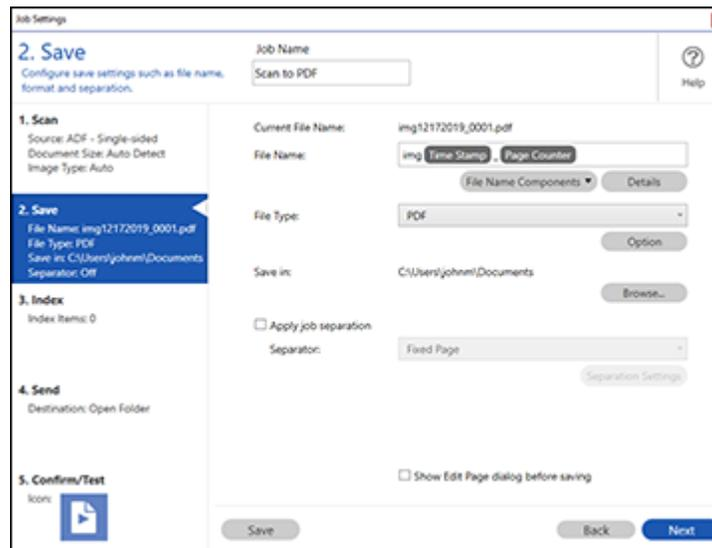 Job Settings
2. Save
Configure save settings such as file name,
format and separation.
Job Name
Scan to PDF
Help
1. Scan
Source: ADF - Single-sided
Document Size: Auto Detect
Image Type: Auto
2. Save
File Name: img12172019_0001.pdf
File Type: PDF
Save in: C:\Users\johnm\Documents
Separator: Off
3. Index
Index Items: 0
4. Send
Destination: Open Folder
5. Confirm/Test
Icon:
Current File Name: img12172019_0001.pdf
File Name: img Time Stamp _ Page Counter
File Name Components Details
File Type: PDF
Option
Save in: C:\Users\johnm\Documents
Browse...
Apply job separation
Separator: Fixed Page
Separation Settings
Show Edit Page dialog before saving
Save Back Next